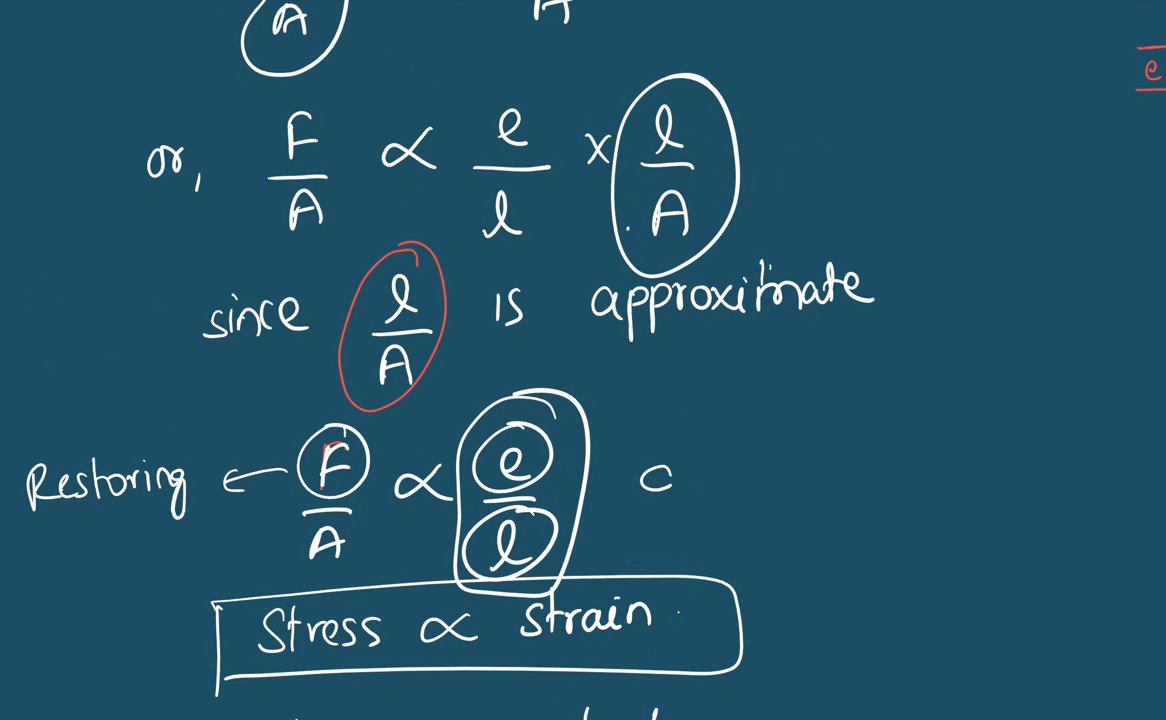 A A
e
or, F/A ∝ e/l × l/A
since l/A is approximate
Restoring ← F/A ∝ e/l c
Stress ∝ strain